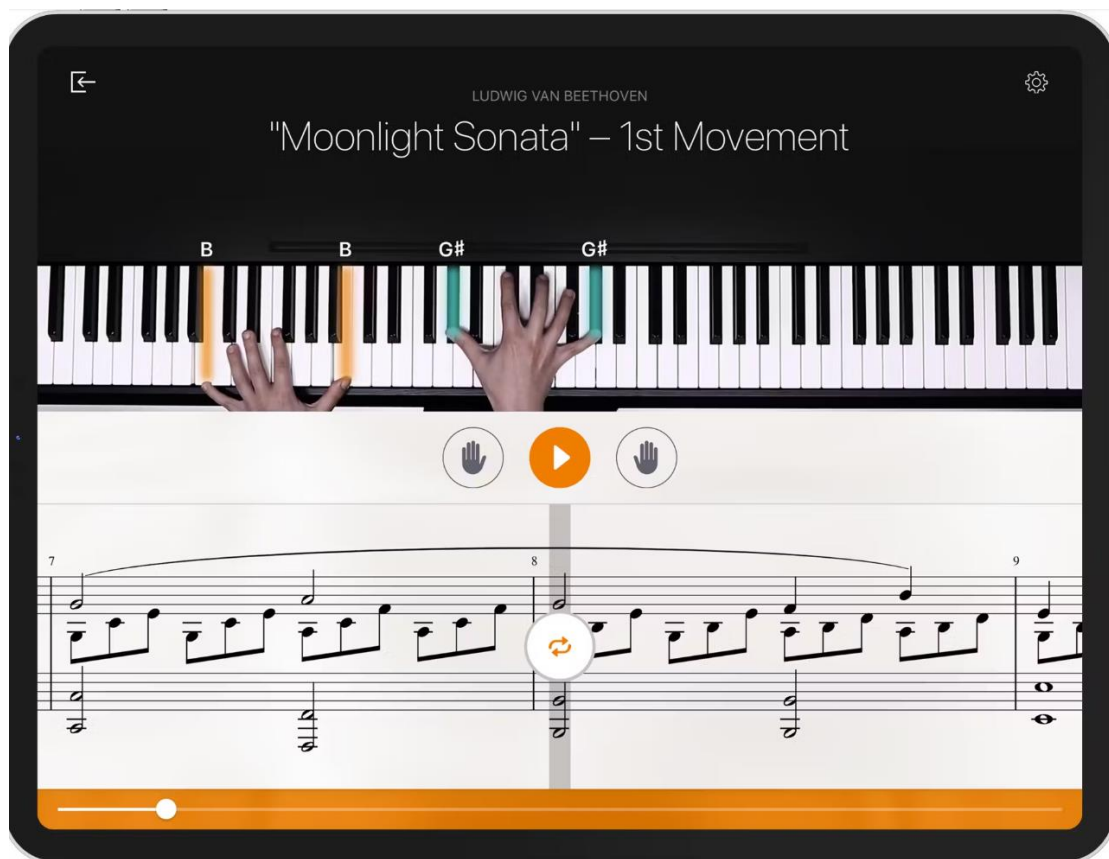 LUDWIG VAN BEETHOVEN
"Moonlight Sonata" – 1st Movement
B B G# G#
7 8 9